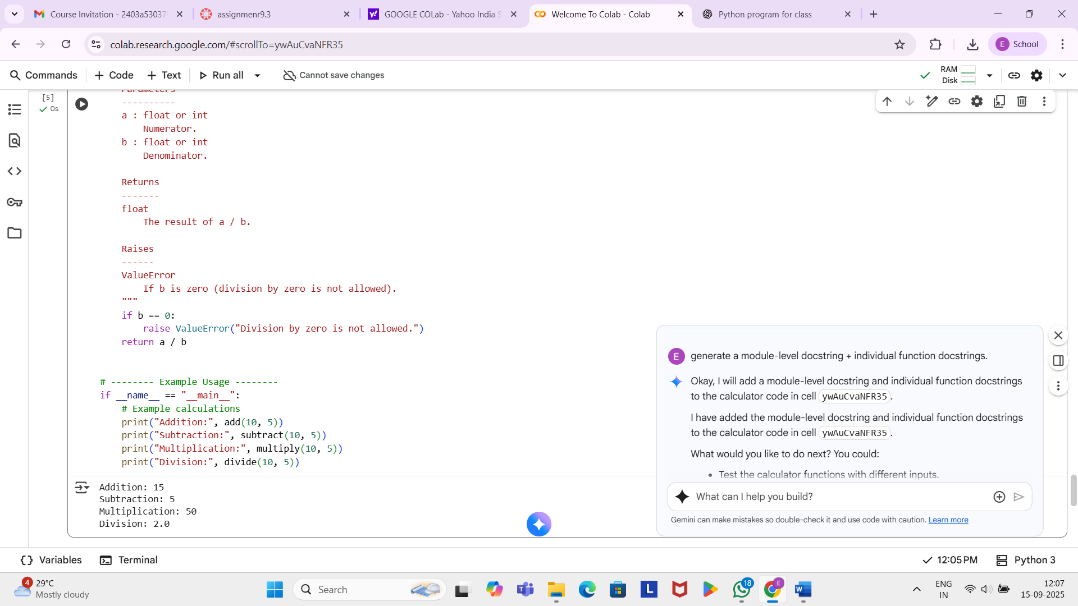 Course Invitation - 2403a5303
assignmenr9.3
GOOGLE COLab - Yahoo India S
Welcome To Colab - Colab
Python program for class
colab.research.google.com/#scrollTo=ywAuCvaNFR35
E School
Commands + Code + Text Run all Cannot save changes RAM Disk
[5]
0s
Parameters
----------
a : float or int
Numerator.
b : float or int
Denominator.
Returns
-------
float
The result of a / b.
Raises
------
ValueError
If b is zero (division by zero is not allowed).
"""
if b == 0:
raise ValueError("Division by zero is not allowed.")
return a / b
# -------- Example Usage --------
if __name__ == "__main__":
# Example calculations
print("Addition:", add(10, 5))
print("Subtraction:", subtract(10, 5))
print("Multiplication:", multiply(10, 5))
print("Division:", divide(10, 5))
Addition: 15
Subtraction: 5
Multiplication: 50
Division: 2.0
E generate a module-level docstring + individual function docstrings.
Okay, I will add a module-level docstring and individual function docstrings
to the calculator code in cell ywAuCvaNFR35.
I have added the module-level docstring and individual function docstrings
to the calculator code in cell ywAuCvaNFR35.
What would you like to do next? You could:
• Test the calculator functions with different inputs.
What can I help you build?
Gemini can make mistakes so double-check it and use code with caution. Learn more
Variables Terminal 12:05 PM Python 3
4
29°C
Mostly cloudy
Search
L
18
E
W
ENG
IN
12:07
15-09-2025